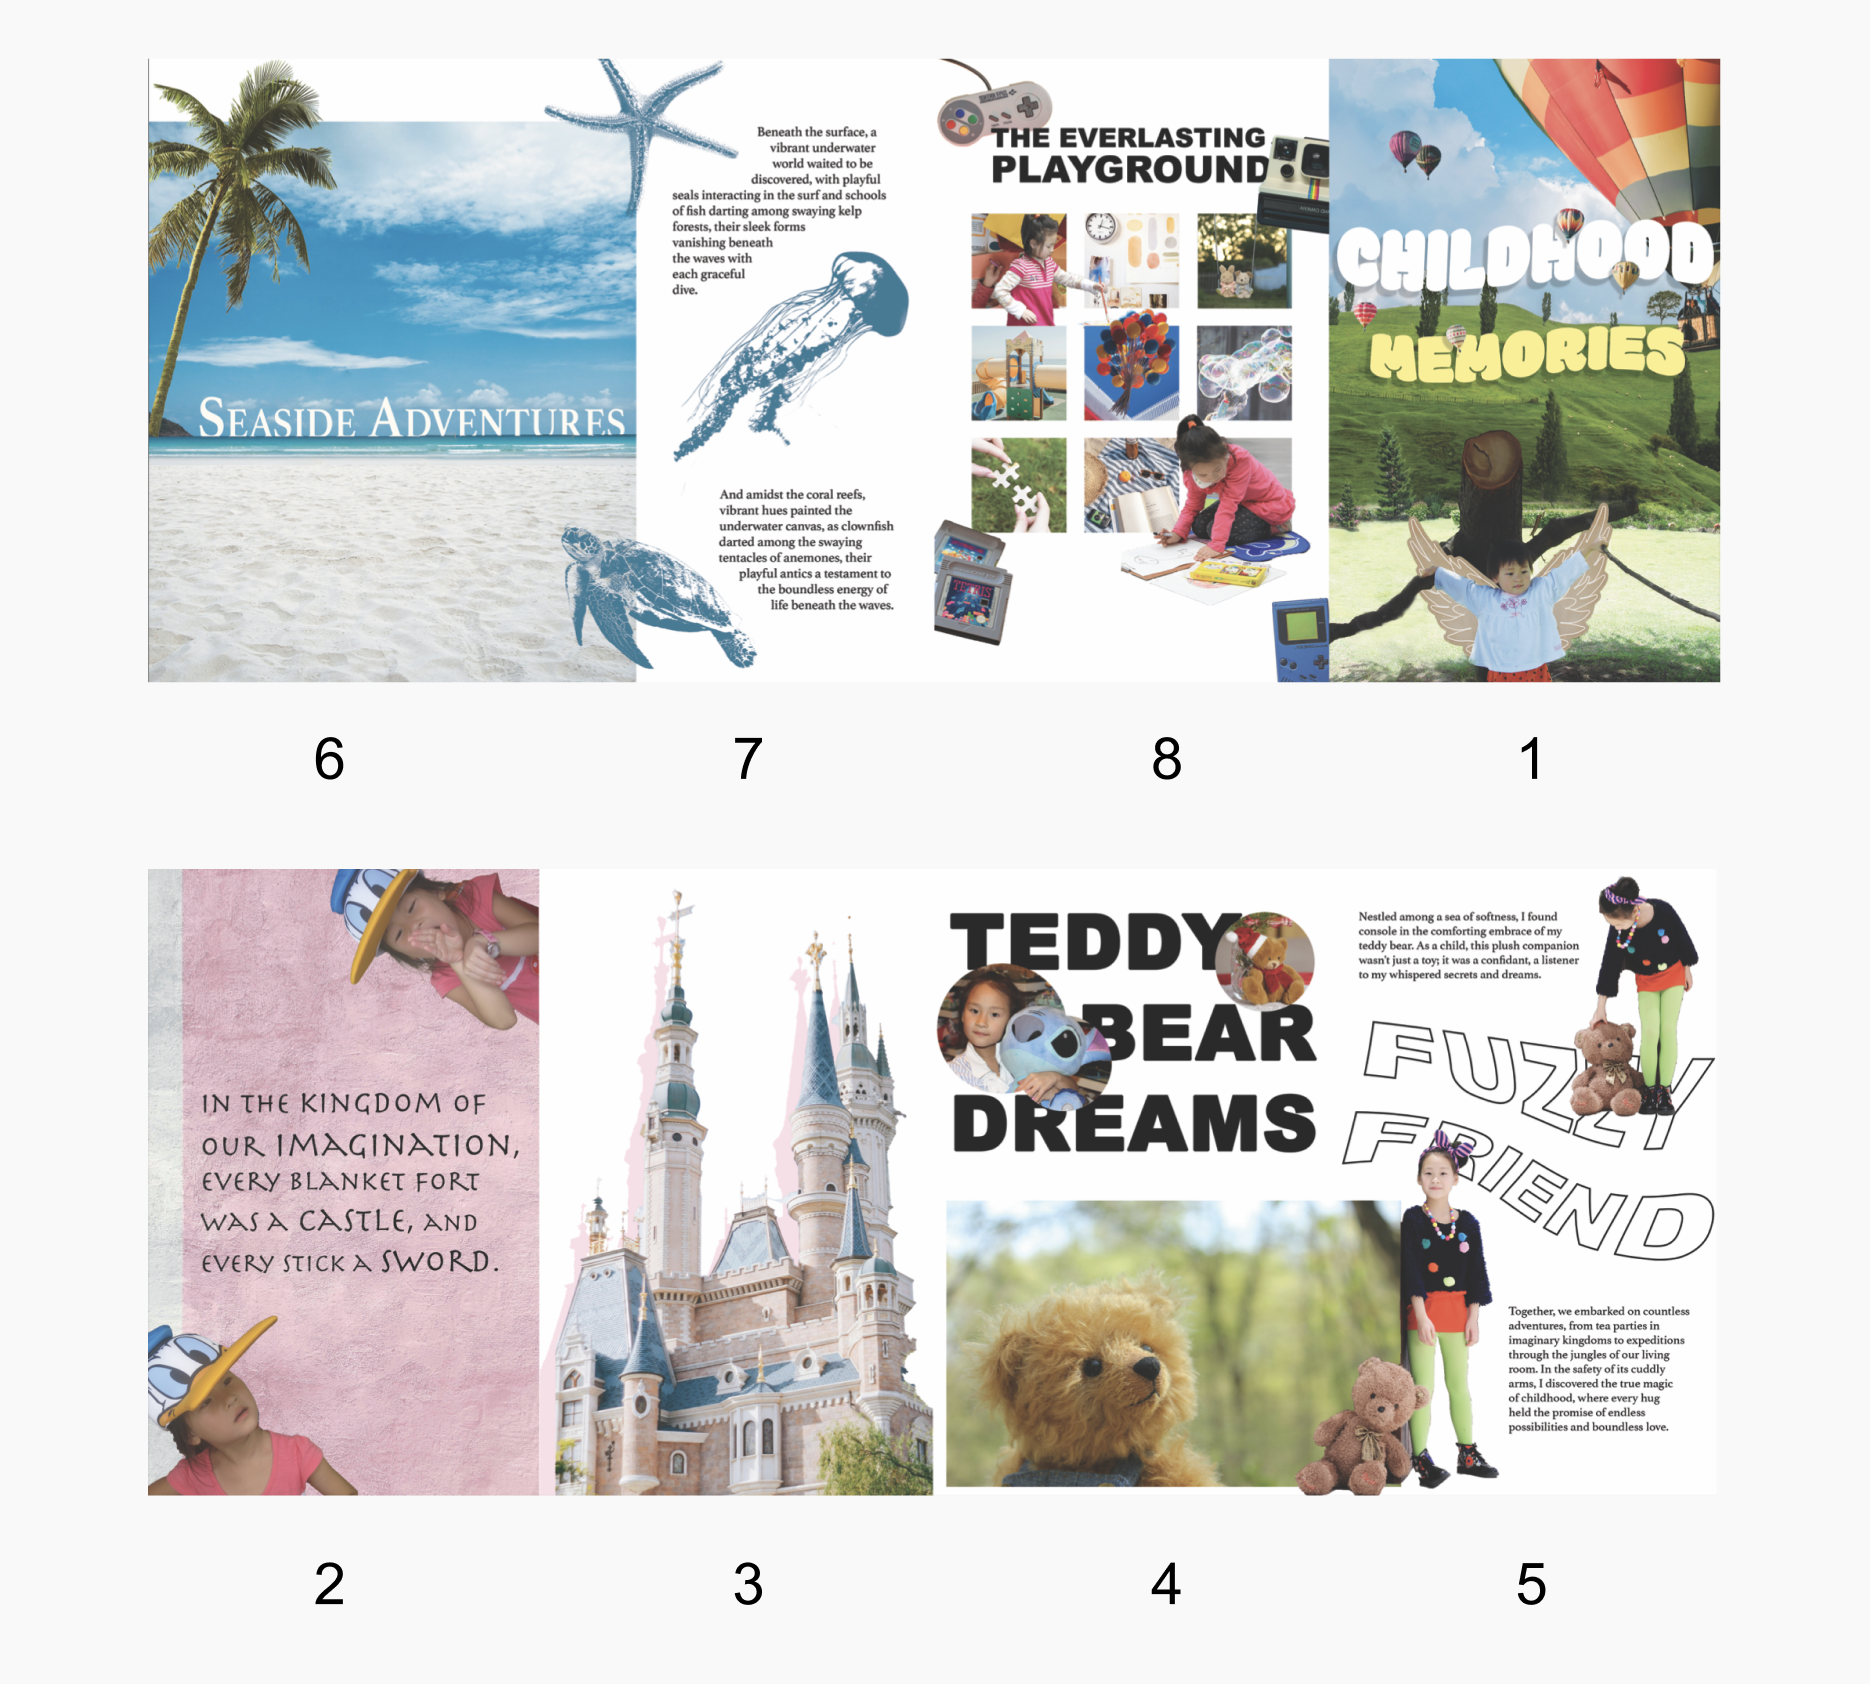 Beneath the surface, a
vibrant underwater
world waited to be
discovered, with playful
seals interacting in the surf and schools
of fish darting among swaying kelp
forests, their sleek forms
vanishing beneath
the waves with
each graceful
dive.
SEASIDE ADVENTURES
And amidst the coral reefs,
vibrant hues painted the
underwater canvas, as clownfish
darted among the swaying
tentacles of anemones, their
playful antics a testament to
the boundless energy of
life beneath the waves.
THE EVERLASTING
PLAYGROUND
TETRIS
CHILDHOOD
MEMORIES
6
7
8
1
IN THE KINGDOM OF
OUR IMAGINATION,
EVERY BLANKET FORT
WAS A CASTLE, AND
EVERY STICK A SWORD.
TEDDY
BEAR
DREAMS
Nestled among a sea of softness, I found
console in the comforting embrace of my
teddy bear. As a child, this plush companion
wasn't just a toy; it was a confidant, a listener
to my whispered secrets and dreams.
FUZZY
FRIEND
Together, we embarked on countless
adventures, from tea parties in
imaginary kingdoms to expeditions
through the jungles of our living
room. In the safety of its cuddly
arms, I discovered the true magic
of childhood, where every hug
held the promise of endless
possibilities and boundless love.
2
3
4
5